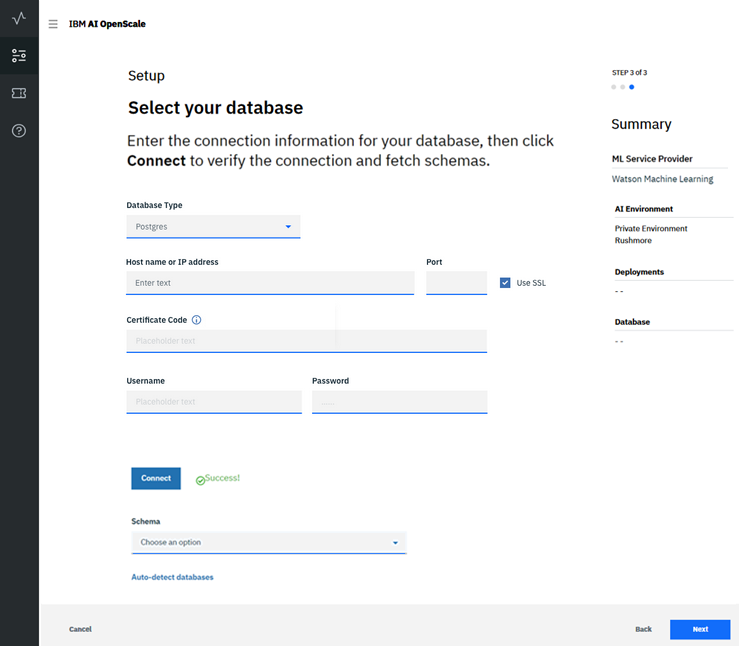 IBM AI OpenScale
Setup
Select your database
Enter the connection information for your database, then click
Connect to verify the connection and fetch schemas.
Database Type
Postgres
Host name or IP address
Port
Enter text
Use SSL
Certificate Code
Placeholder text
Username
Password
Placeholder text
......
Connect
Success!
Schema
Choose an option
Auto-detect databases
STEP 3 of 3
Summary
ML Service Provider
Watson Machine Learning
AI Environment
Private Environment
Rushmore
Deployments
- -
Database
- -
Cancel
Back
Next